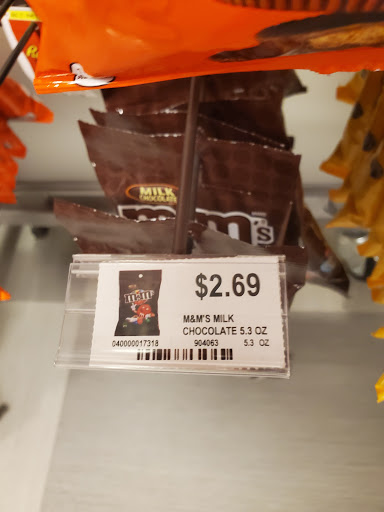 MILK
CHOCOLATE
m&m's
$2.69
M&M'S MILK
CHOCOLATE 5.3 OZ
040000017318 904063 5.3 OZ